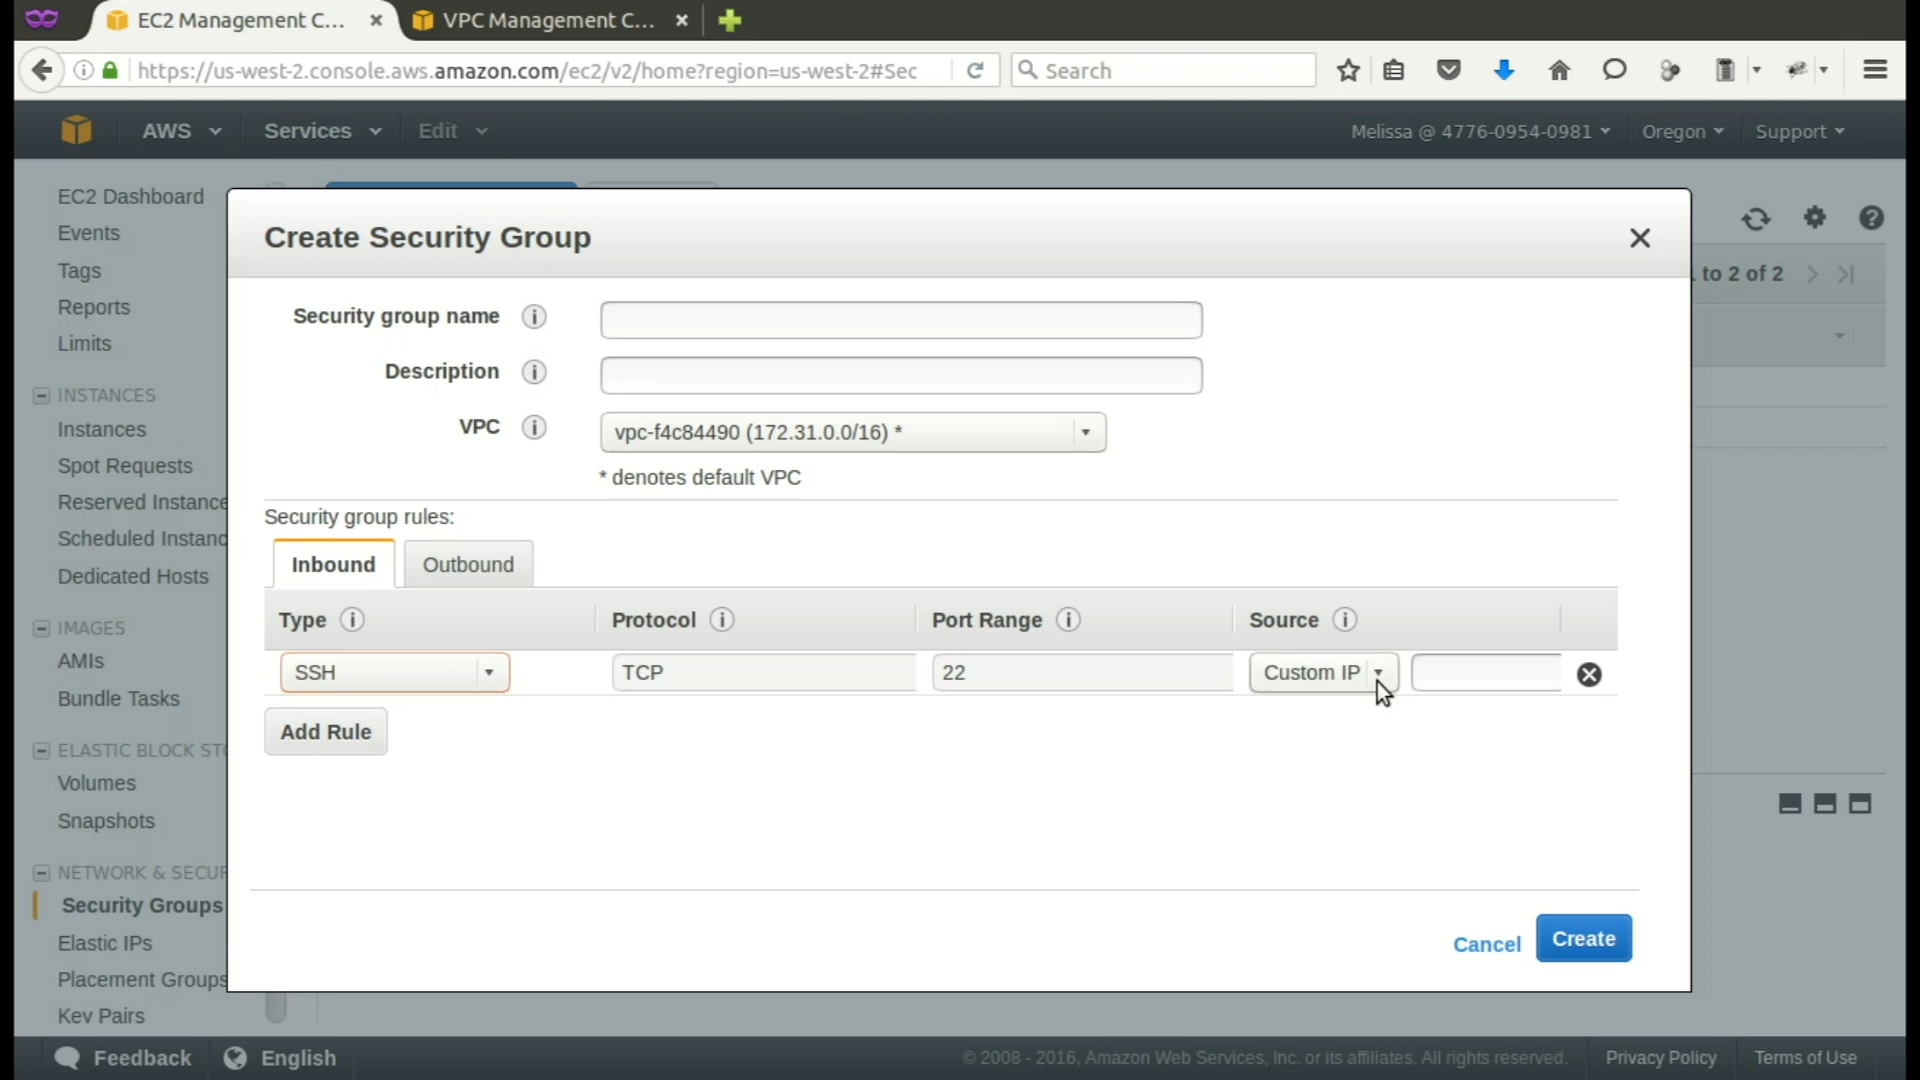 EC2 Management C...
VPC Management C...
https://us-west-2.console.aws.amazon.com/ec2/v2/home?region=us-west-2#Sec
Search
AWS
Services
Edit
Melissa @ 4776-0954-0981
Oregon
Support
EC2 Dashboard
Events
Tags
Reports
Limits
INSTANCES
Instances
Spot Requests
Reserved Instance
Scheduled Instanc
Dedicated Hosts
IMAGES
AMIs
Bundle Tasks
ELASTIC BLOCK STO
Volumes
Snapshots
NETWORK & SECUR
Security Groups
Elastic IPs
Placement Groups
Key Pairs
to 2 of 2
Create Security Group
Security group name
Description
VPC
vpc-f4c84490 (172.31.0.0/16) *
* denotes default VPC
Security group rules:
Inbound
Outbound
Type
Protocol
Port Range
Source
SSH
TCP
22
Custom IP
Add Rule
Cancel
Create
Feedback
English
© 2008 - 2016, Amazon Web Services, Inc. or its affiliates. All rights reserved.
Privacy Policy
Terms of Use